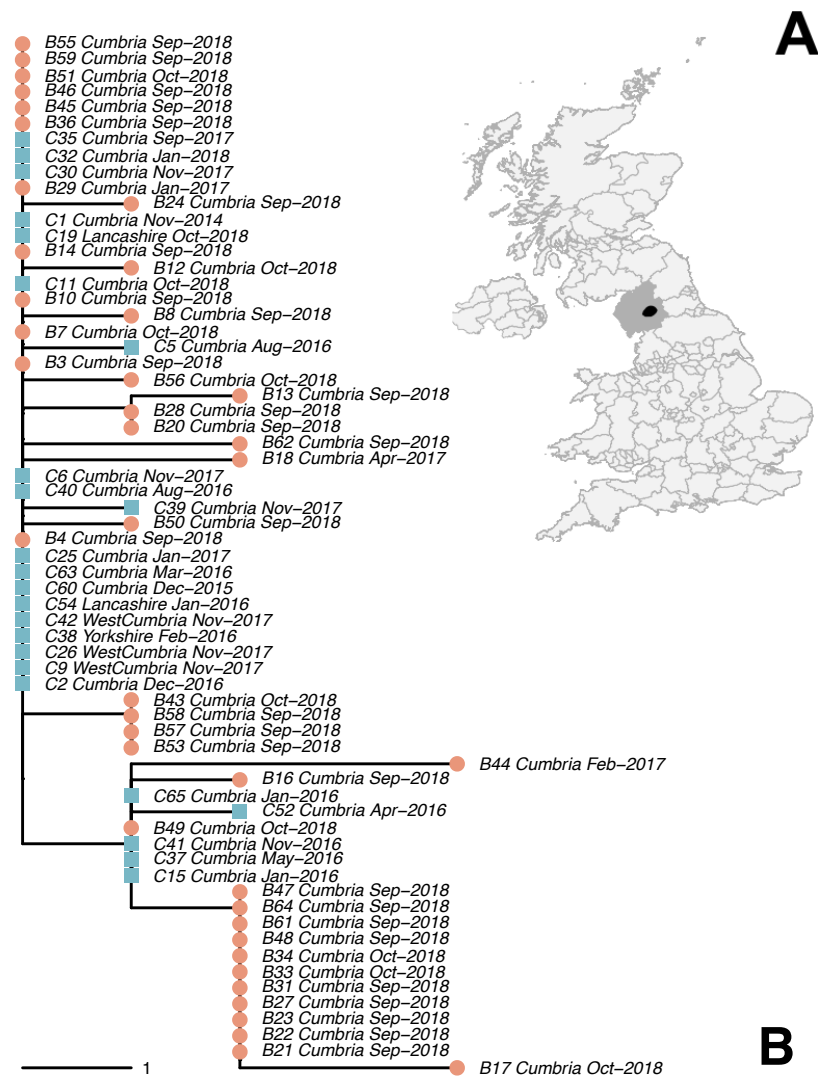 A
B55 Cumbria Sep−2018
B59 Cumbria Sep−2018
B51 Cumbria Oct−2018
B46 Cumbria Sep−2018
B45 Cumbria Sep−2018
B36 Cumbria Sep−2018
C35 Cumbria Sep−2017
C32 Cumbria Jan−2018
C30 Cumbria Nov−2017
B29 Cumbria Jan−2017
B24 Cumbria Sep−2018
C1 Cumbria Nov−2014
C19 Lancashire Oct−2018
B14 Cumbria Sep−2018
B12 Cumbria Oct−2018
C11 Cumbria Oct−2018
B10 Cumbria Sep−2018
B8 Cumbria Sep−2018
B7 Cumbria Oct−2018
C5 Cumbria Aug−2016
B3 Cumbria Sep−2018
B56 Cumbria Oct−2018
B13 Cumbria Sep−2018
B28 Cumbria Sep−2018
B20 Cumbria Sep−2018
B62 Cumbria Sep−2018
B18 Cumbria Apr−2017
C6 Cumbria Nov−2017
C40 Cumbria Aug−2016
C39 Cumbria Nov−2017
B50 Cumbria Sep−2018
B4 Cumbria Sep−2018
C25 Cumbria Jan−2017
C63 Cumbria Mar−2016
C60 Cumbria Dec−2015
C54 Lancashire Jan−2016
C42 WestCumbria Nov−2017
C38 Yorkshire Feb−2016
C26 WestCumbria Nov−2017
C9 WestCumbria Nov−2017
C2 Cumbria Dec−2016
B43 Cumbria Oct−2018
B58 Cumbria Sep−2018
B57 Cumbria Sep−2018
B53 Cumbria Sep−2018
B44 Cumbria Feb−2017
B16 Cumbria Sep−2018
C65 Cumbria Jan−2016
C52 Cumbria Apr−2016
B49 Cumbria Oct−2018
C41 Cumbria Nov−2016
C37 Cumbria May−2016
C15 Cumbria Jan−2016
B47 Cumbria Sep−2018
B64 Cumbria Sep−2018
B61 Cumbria Sep−2018
B48 Cumbria Sep−2018
B34 Cumbria Oct−2018
B33 Cumbria Oct−2018
B31 Cumbria Sep−2018
B27 Cumbria Sep−2018
B23 Cumbria Sep−2018
B22 Cumbria Sep−2018
B21 Cumbria Sep−2018
B17 Cumbria Oct−2018
1
B